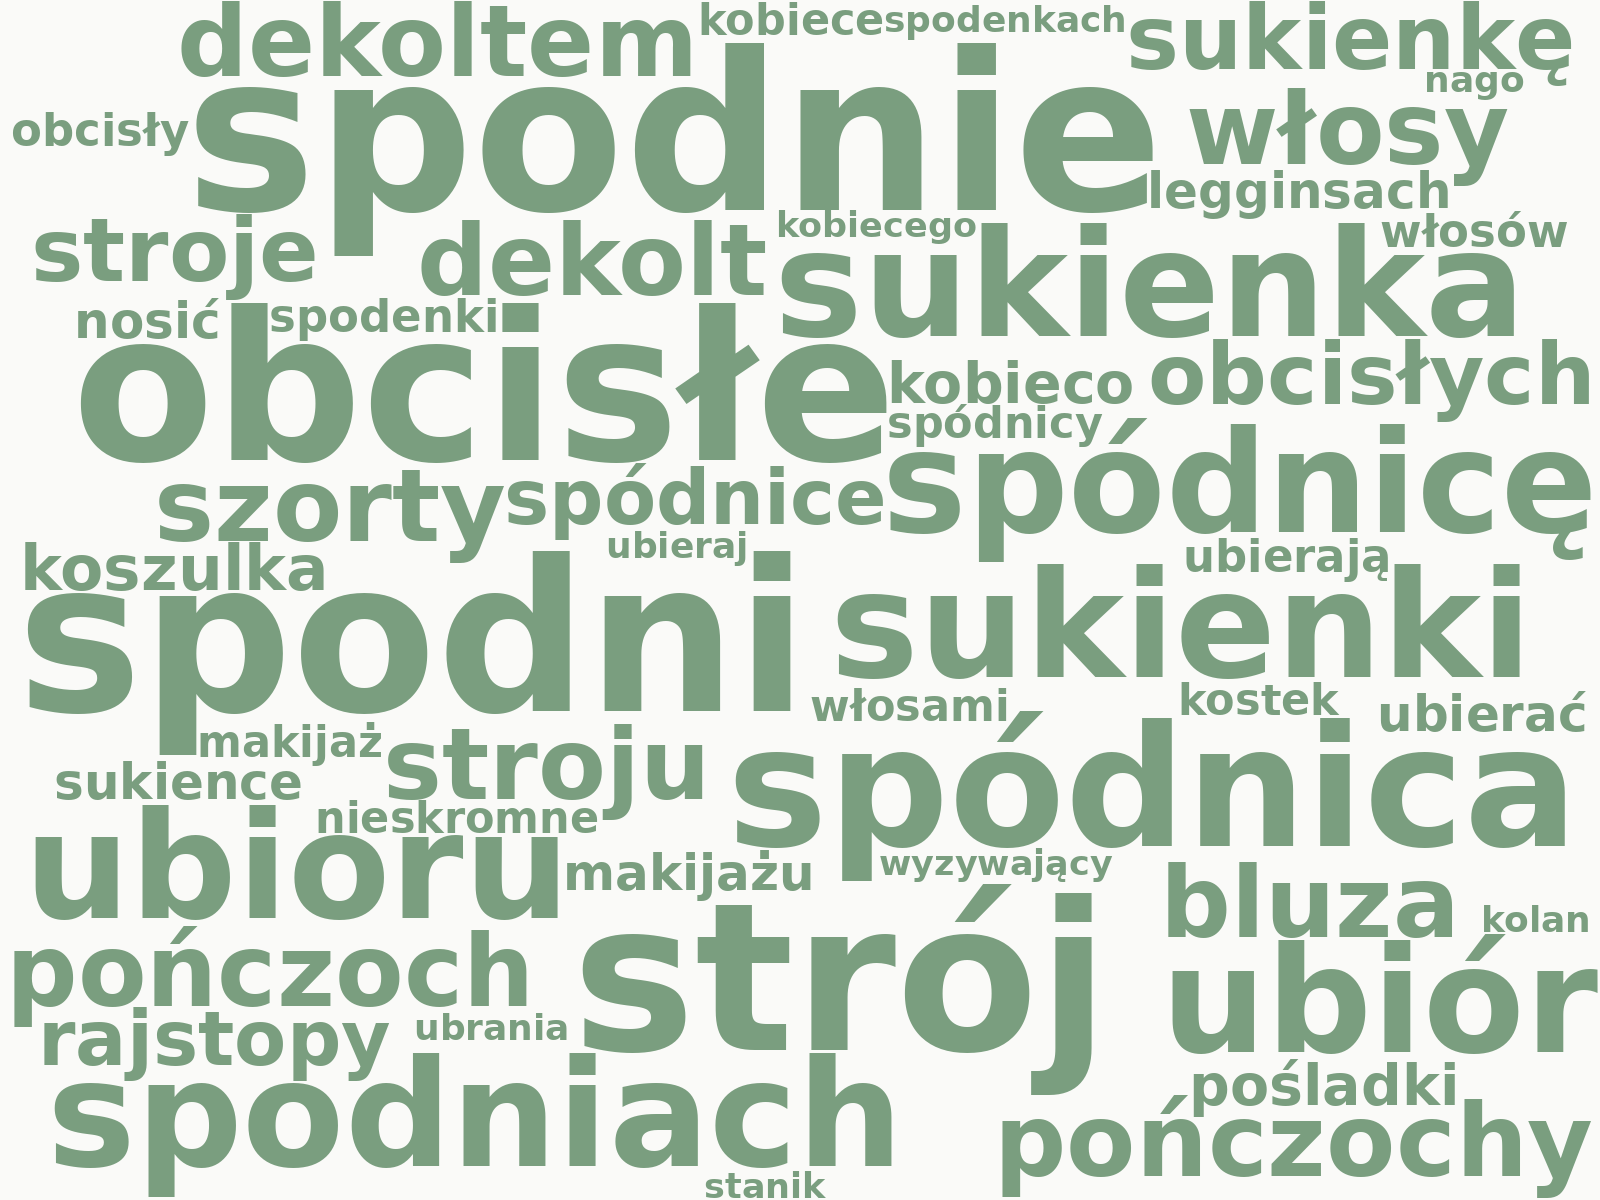 dekoltem kobiece spodenkach sukienkę
nago
obcisły spodnie włosy
legginsach
stroje dekolt kobiecego sukienka włosów
nosić spodenki
obcisłe kobieco obcisłych
spódnicy
szorty spódnice spódnicę
koszulka ubieraj ubierają
spodni sukienki
włosami kostek ubierać
makijaż stroju spódnica
sukience
nieskromne
ubioru makijażu wyzywający
bluza kolan
pończoch strój ubiór
rajstopy ubrania
spodniach pośladki
pończochy
stanik